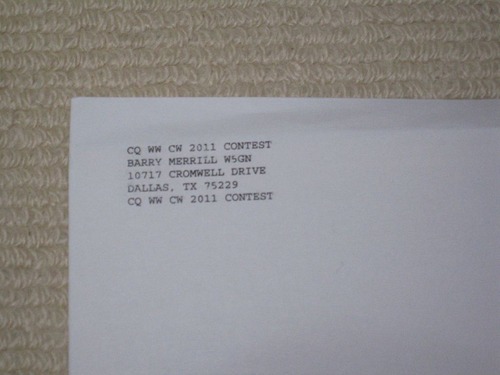 CQ WW CW 2011 CONTEST
BARRY MERRILL W5GN
10717 CROMWELL DRIVE
DALLAS, TX 75229
CQ WW CW 2011 CONTEST